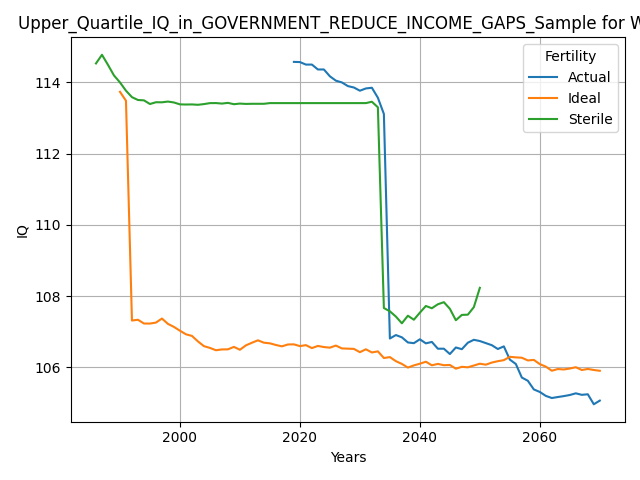 Upper_Quartile_IQ_in_GOVERNMENT_REDUCE_INCOME_GAPS_Sample for W
Fertility
Actual
Ideal
Sterile
114
112
110
108
106
IQ
2000
2020
2040
2060
Years